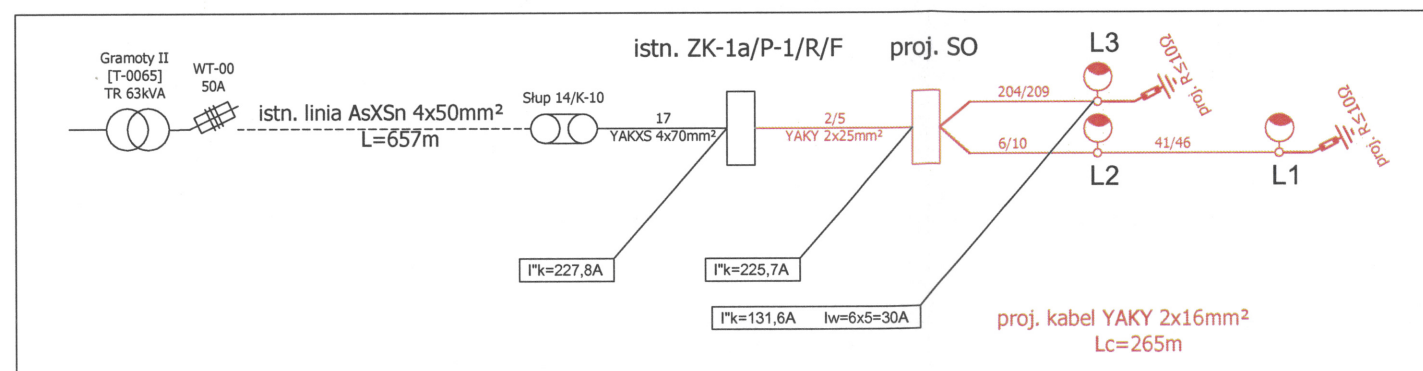 Gramoty II
[T-0065]
TR 63kVA
WT-00
50A
istn. linia AsXSn 4x50mm²
L=657m
Słup 14/K-10
17
YAKXS 4x70mm²
istn. ZK-1a/P-1/R/F
2/5
YAKY 2x25mm²
proj. SO
204/209
L3
proj. R≤10Ω
6/10
L2
41/46
L1
proj. R≤10Ω
I"k=227,8A
I"k=225,7A
I"k=131,6A Iw=6x5=30A
proj. kabel YAKY 2x16mm²
Lc=265m